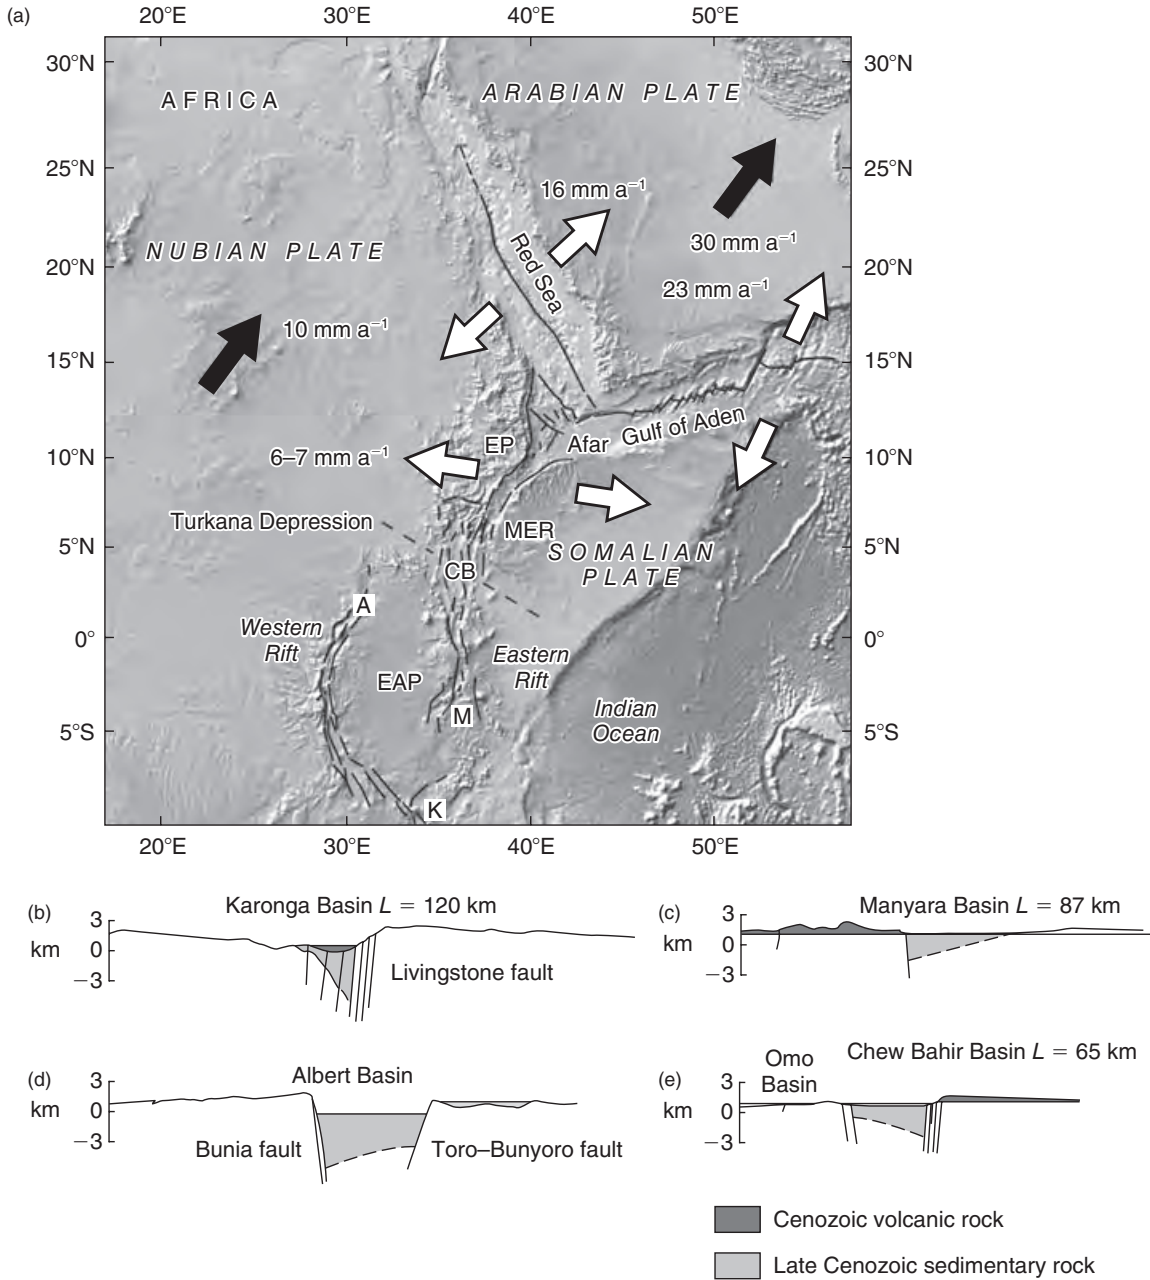 (a)
20°E 30°E 40°E 50°E
30°N 30°N
AFRICA
ARABIAN PLATE
25°N 25°N
16 mm a⁻¹
30 mm a⁻¹
NUBIAN PLATE
Red Sea
20°N 20°N
23 mm a⁻¹
10 mm a⁻¹
15°N 15°N
EP Afar Gulf of Aden
10°N 6–7 mm a⁻¹ 10°N
Turkana Depression
MER
5°N SOMALIAN 5°N
PLATE
CB
A
Western
Rift
0° 0°
Eastern
Rift
EAP
M
Indian
Ocean
5°S 5°S
K
20°E 30°E 40°E 50°E
(b) Karonga Basin L = 120 km
3
km 0
−3
Livingstone fault
(c) Manyara Basin L = 87 km
3
km 0
−3
(d) Albert Basin
3
km 0
−3
Bunia fault Toro–Bunyoro fault
(e) Omo
Basin
Chew Bahir Basin L = 65 km
3
km 0
−3
Cenozoic volcanic rock
Late Cenozoic sedimentary rock